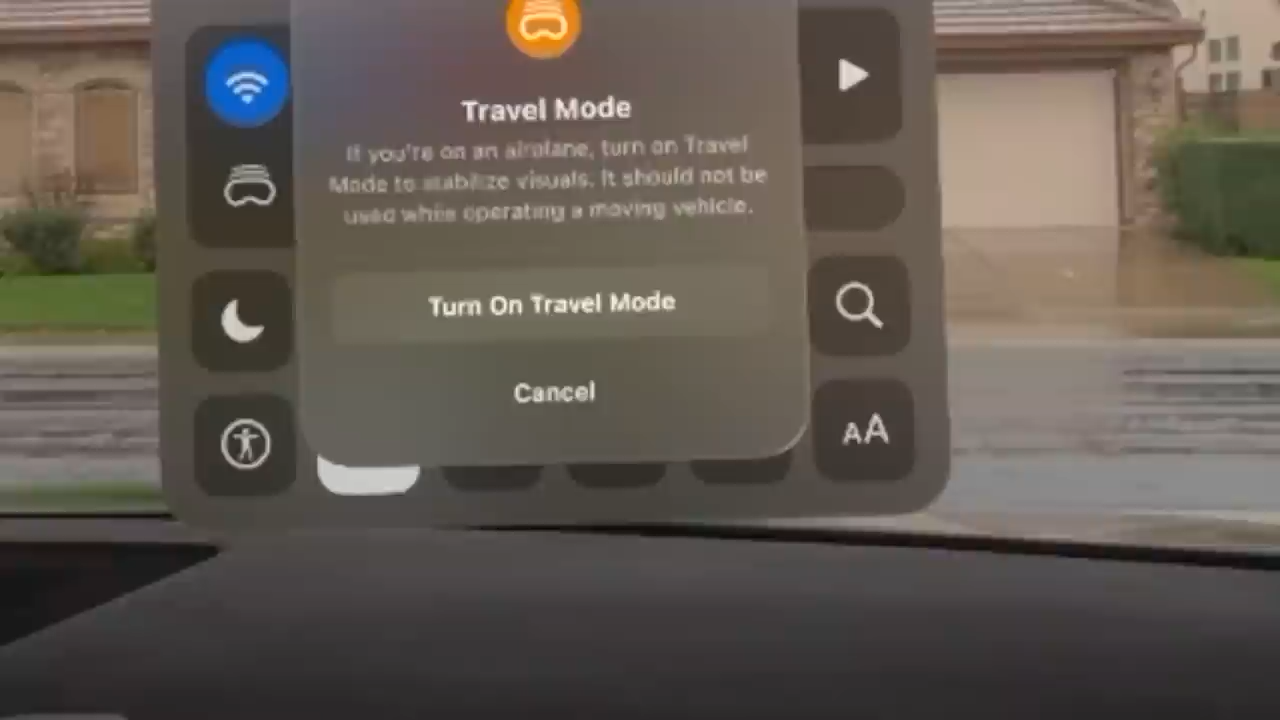 Travel Mode
If you're on an airplane, turn on Travel
Mode to stabilize visuals. It should not be
used while operating a moving vehicle.
Turn On Travel Mode
Cancel
AA